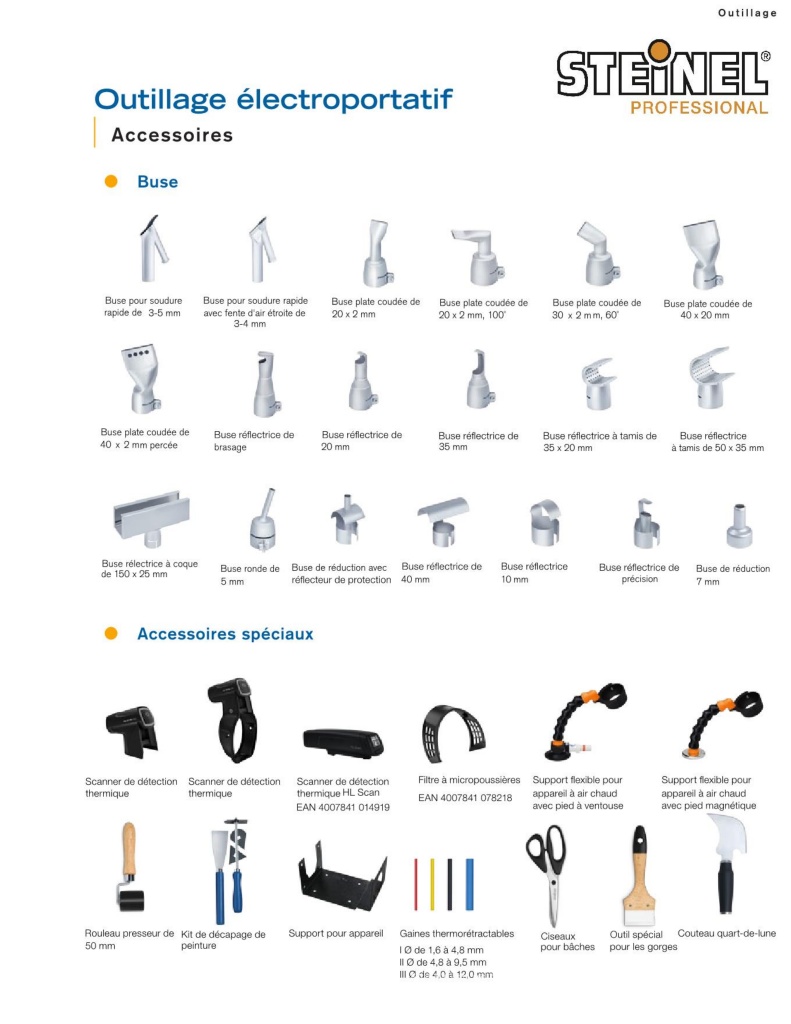 Outillage
STEiNEL®
PROFESSIONAL
Outillage électroportatif
Accessoires
Buse
Buse pour soudure
rapide de 3-5 mm
Buse pour soudure rapide
avec fente d'air étroite de
3-4 mm
Buse plate coudée de
20 x 2 mm
Buse plate coudée de
20 x 2 mm, 100°
Buse plate coudée de
30 x 2 mm, 60°
Buse plate coudée de
40 x 20 mm
Buse plate coudée de
40 x 2 mm percée
Buse réflectrice de
brasage
Buse réflectrice de
20 mm
Buse réflectrice de
35 mm
Buse réflectrice à tamis de
35 x 20 mm
Buse réflectrice
à tamis de 50 x 35 mm
Buse rélectrice à coque
de 150 x 25 mm
Buse ronde de
5 mm
Buse de réduction avec
réflecteur de protection
Buse réflectrice de
40 mm
Buse réflectrice
10 mm
Buse réflectrice de
précision
Buse de réduction
7 mm
Accessoires spéciaux
Scanner de détection
thermique
Scanner de détection
thermique
Scanner de détection
thermique HL Scan
EAN 4007841 014919
Filtre à micropoussières
EAN 4007841 078218
Support flexible pour
appareil à air chaud
avec pied à ventouse
Support flexible pour
appareil à air chaud
avec pied magnétique
Rouleau presseur de
50 mm
Kit de décapage de
peinture
Support pour appareil
Gaines thermorétractables
I Ø de 1,6 à 4,8 mm
II Ø de 4,8 à 9,5 mm
III Ø de 4,0 à 12,0 mm
Ciseaux
pour bâches
Outil spécial
pour les gorges
Couteau quart-de-lune